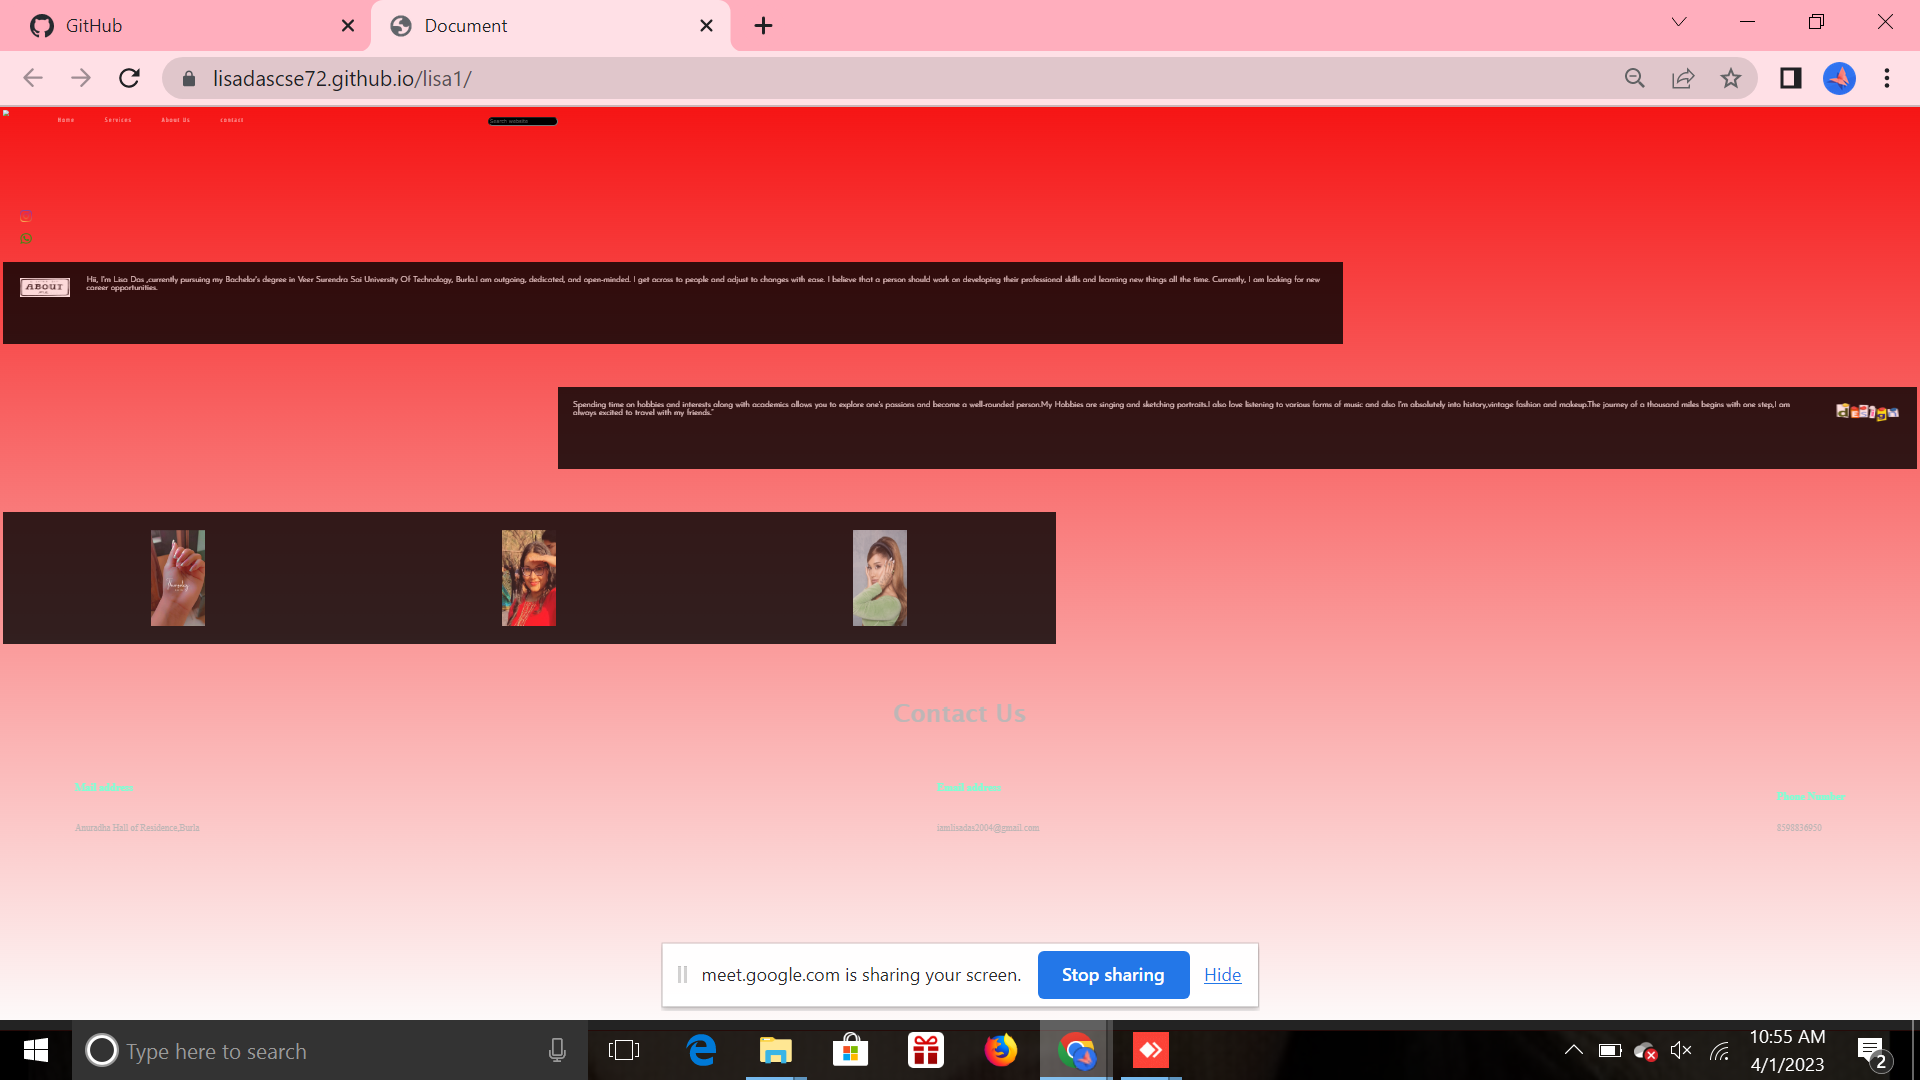 GitHub
Document
lisadascse72.github.io/lisa1/
Home Services About Us contact
Search website
ABOUT
Hii, I'm Lisa Das ,currently pursuing my Bachelor's degree in Veer Surendra Sai University Of Technology, Burla.I am outgoing, dedicated, and open-minded. I get across to people and adjust to changes with ease. I believe that a person should work on developing their professional skills and learning new things all the time. Currently, I am looking for new
career opportunities.
Spending time on hobbies and interests along with academics allows you to explore one's passions and become a well-rounded person.My Hobbies are singing and sketching portraits.I also love listening to various forms of music and also I'm absolutely into history,vintage fashion and makeup.The journey of a thousand miles begins with one step,I am
always excited to travel with my friends."
Contact Us
Email address
Phone Number
Anuradha Hall of Residence,Burla
iamlisadas2004@gmail.com
8598836950
meet.google.com is sharing your screen.
Stop sharing
Hide
Type here to search
10:55 AM
4/1/2023
2